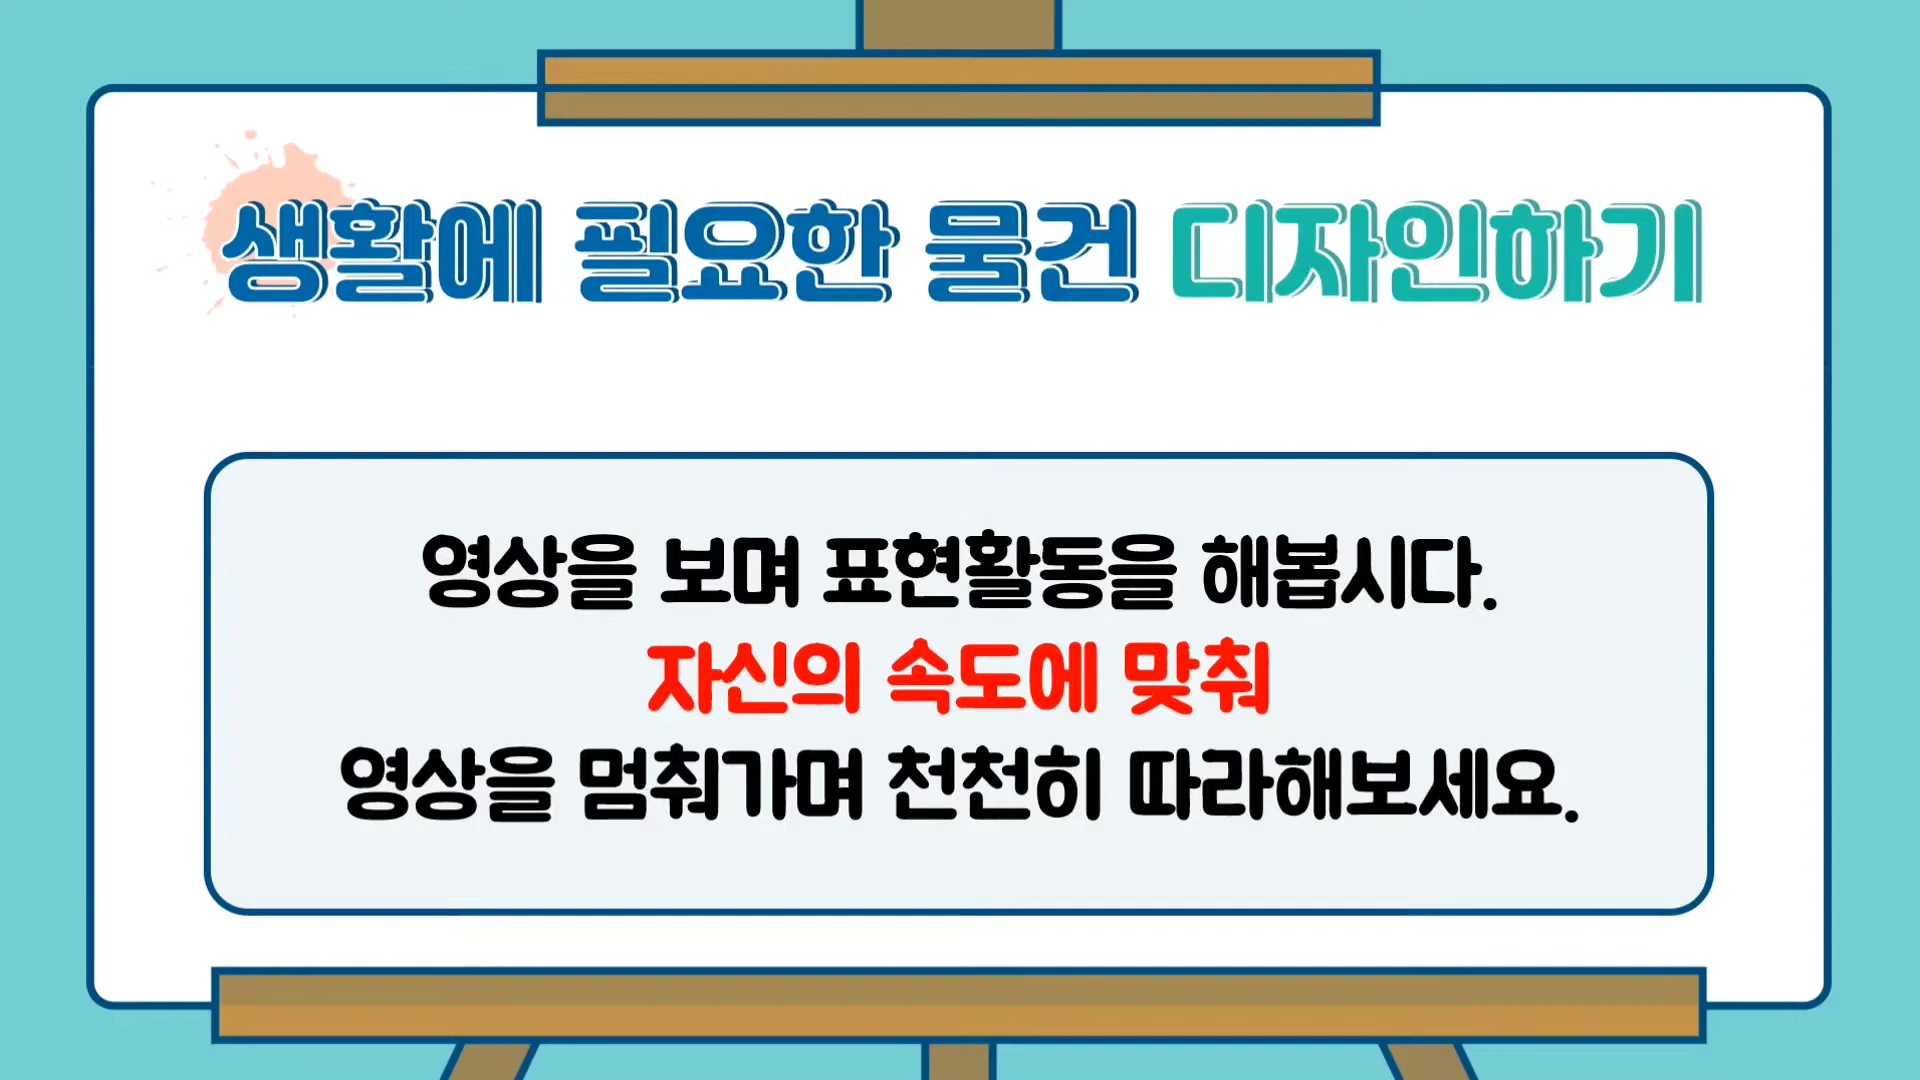 생활에 필요한 물건 디자인하기
영상을 보며 표현활동을 해봅시다.
자신의 속도에 맞춰
영상을 멈춰가며 천천히 따라해보세요.